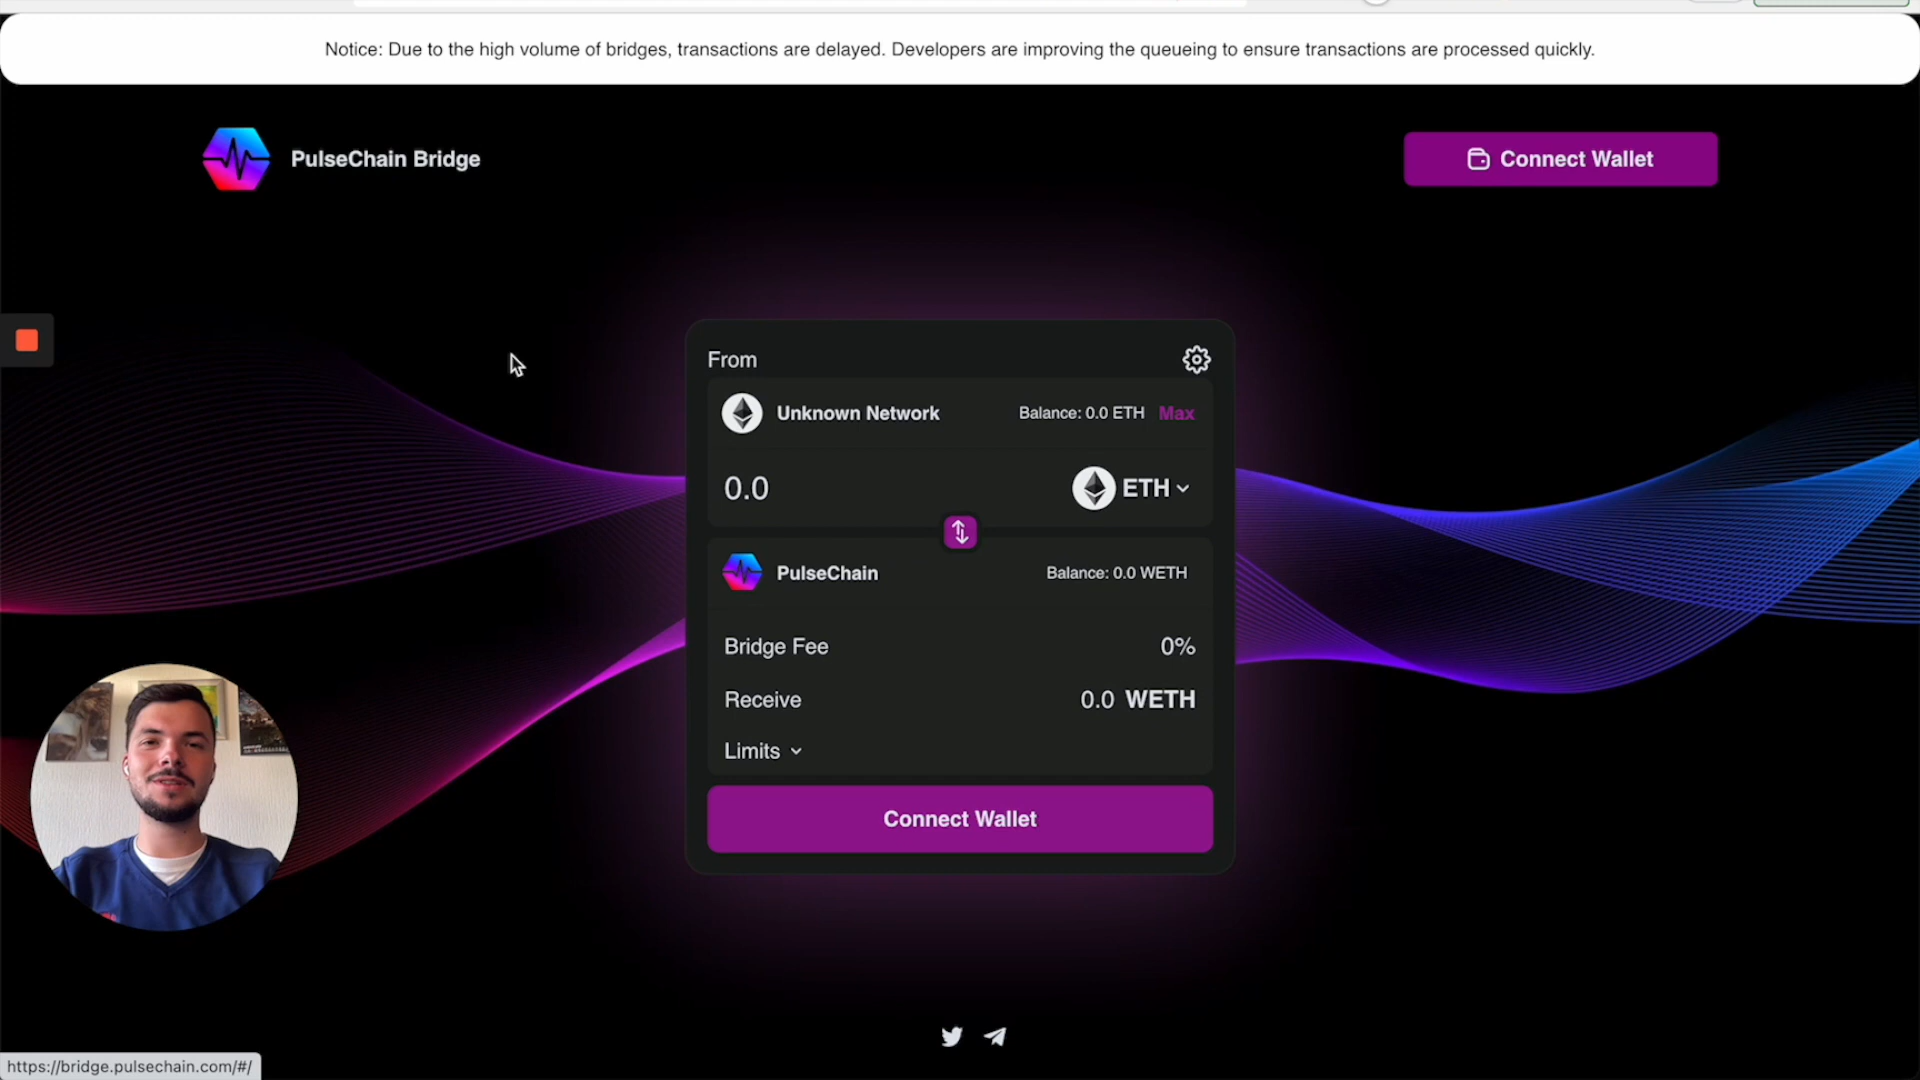 Notice: Due to the high volume of bridges, transactions are delayed. Developers are improving the queueing to ensure transactions are processed quickly.
PulseChain Bridge
Connect Wallet
From
Unknown Network
Balance: 0.0 ETH Max
0.0
ETH
PulseChain
Balance: 0.0 WETH
Bridge Fee
0%
Receive
0.0 WETH
Limits
Connect Wallet
https://bridge.pulsechain.com/#/